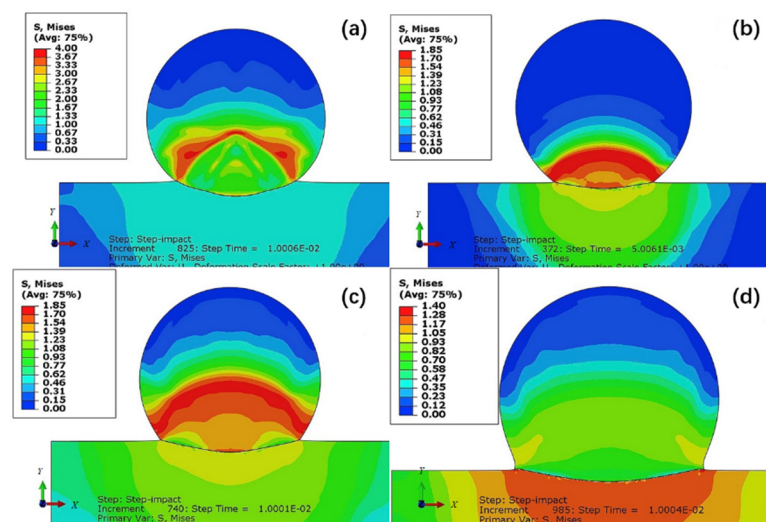 S, Mises
(Avg: 75%)
4.00
3.67
3.33
3.00
2.67
2.33
2.00
1.67
1.33
1.00
0.67
0.33
0.00
(a)
Y
X
Step: Step-impact
Increment 825: Step Time = 1.0006E-02
Primary Var: S, Mises
S, Mises
(Avg: 75%)
1.85
1.70
1.54
1.39
1.23
1.08
0.93
0.77
0.62
0.46
0.31
0.15
0.00
(b)
Y
X
Step: Step-impact
Increment 372: Step Time = 5.0061E-03
Primary Var: S, Mises
S, Mises
(Avg: 75%)
1.85
1.70
1.54
1.39
1.23
1.08
0.93
0.77
0.62
0.46
0.31
0.15
0.00
(c)
Y
X
Step: Step-impact
Increment 740: Step Time = 1.0001E-02
Primary Var: S, Mises
S, Mises
(Avg: 75%)
1.40
1.28
1.17
1.05
0.93
0.82
0.70
0.58
0.47
0.35
0.23
0.12
0.00
(d)
Y
X
Step: Step-impact
Increment 985: Step Time = 1.0004E-02
Primary Var: S, Mises